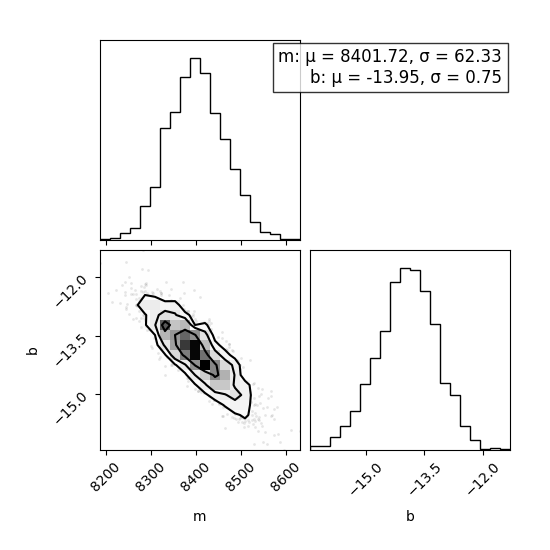 m: μ = 8401.72, σ = 62.33
b: μ = -13.95, σ = 0.75
b
−12.0
−13.5
−15.0
8200 8300 8400 8500 8600
m
−15.0 −13.5 −12.0
b